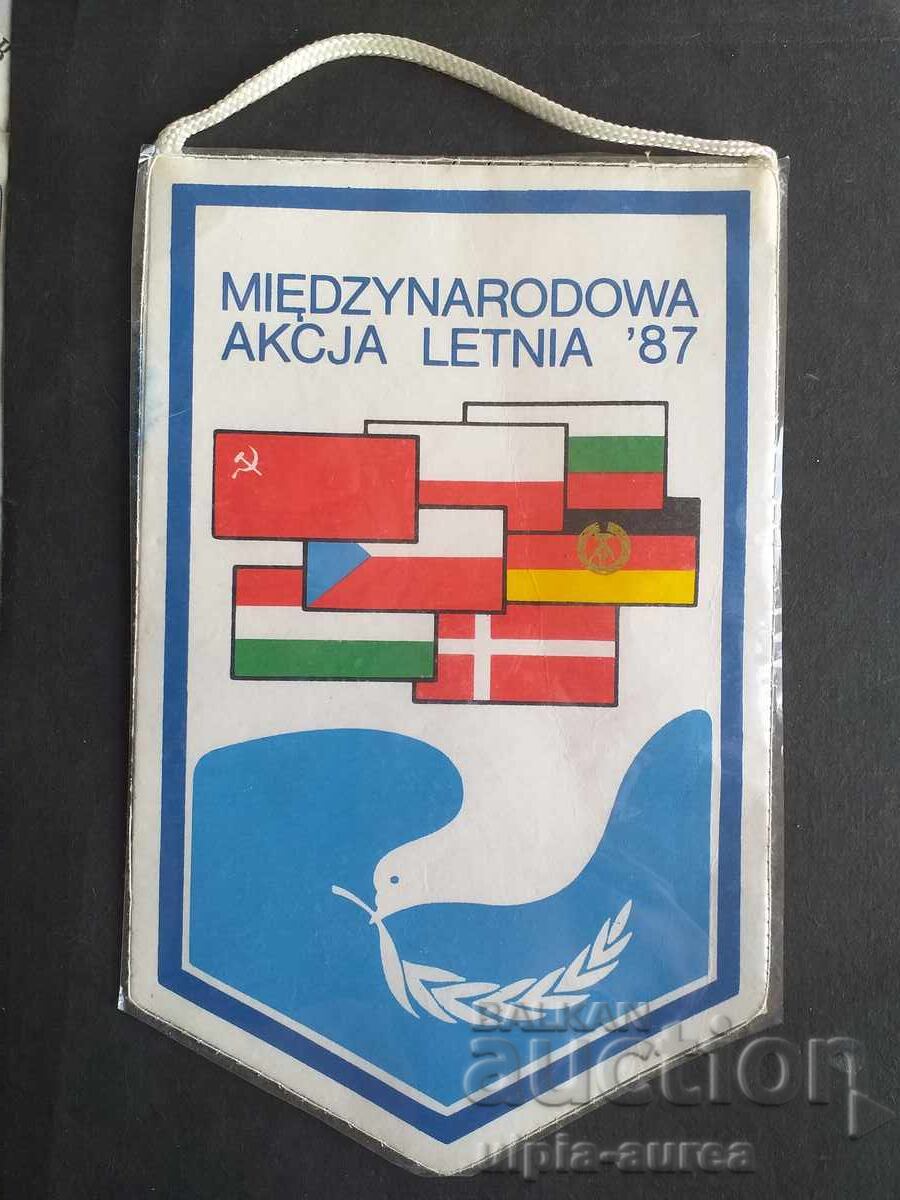 MIĘDZYNARODOWA
AKCJA LETNIA '87
BALKAN
auction
ulpia-aurea